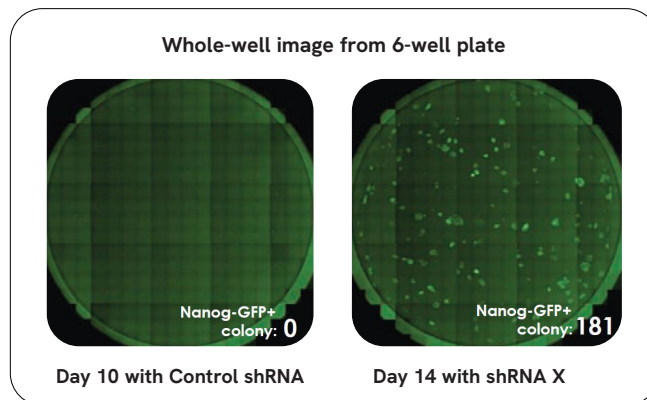 Whole-well image from 6-well plate
Nanog-GFP+
colony: 0
Nanog-GFP+
colony: 181
Day 10 with Control shRNA
Day 14 with shRNA X